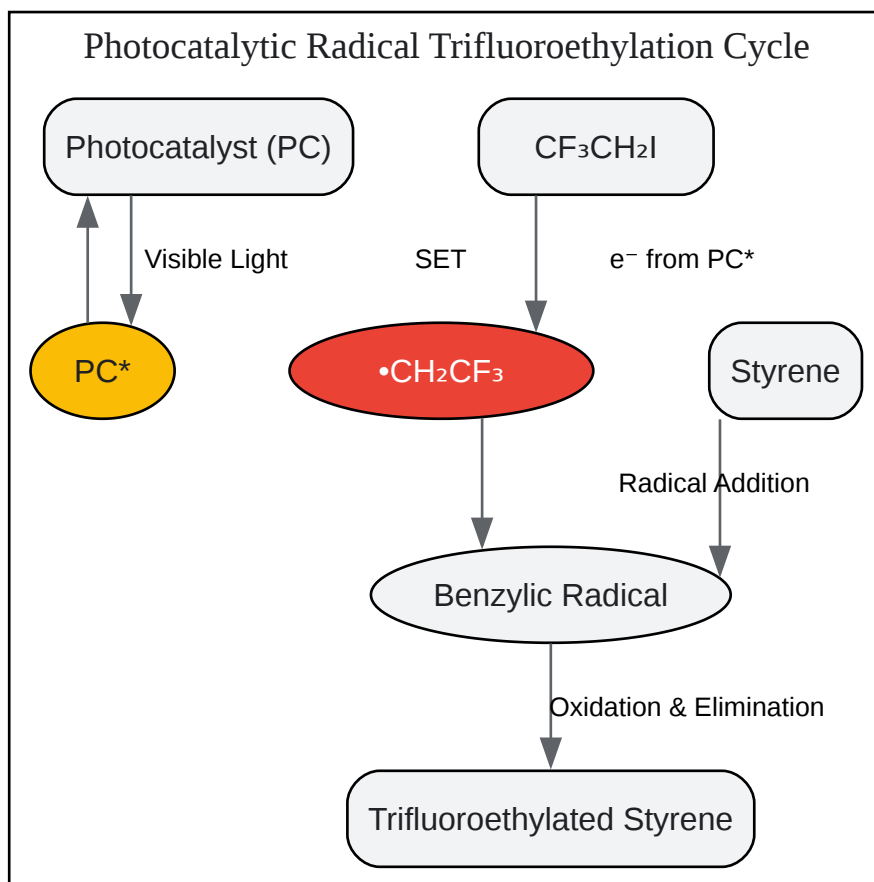 Photocatalytic Radical Trifluoroethylation Cycle
Photocatalyst (PC)
CF₃CH₂I
Visible Light
SET
e⁻ from PC*
PC*
•CH₂CF₃
Styrene
Radical Addition
Benzylic Radical
Oxidation & Elimination
Trifluoroethylated Styrene